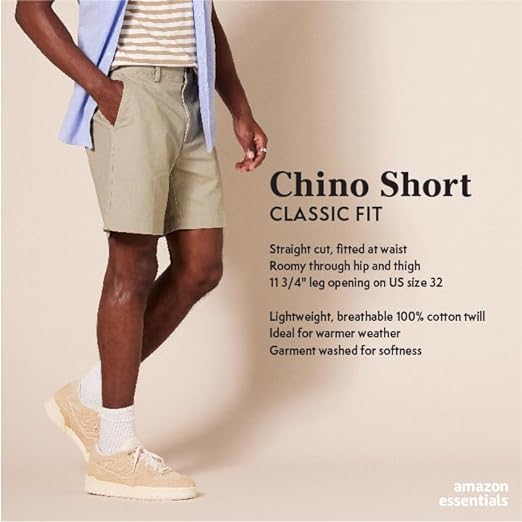 Chino Short
CLASSIC FIT
Straight cut, fitted at waist
Roomy through hip and thigh
11 3/4" leg opening on US size 32
Lightweight, breathable 100% cotton twill
Ideal for warmer weather
Garment washed for softness
amazon
essentials